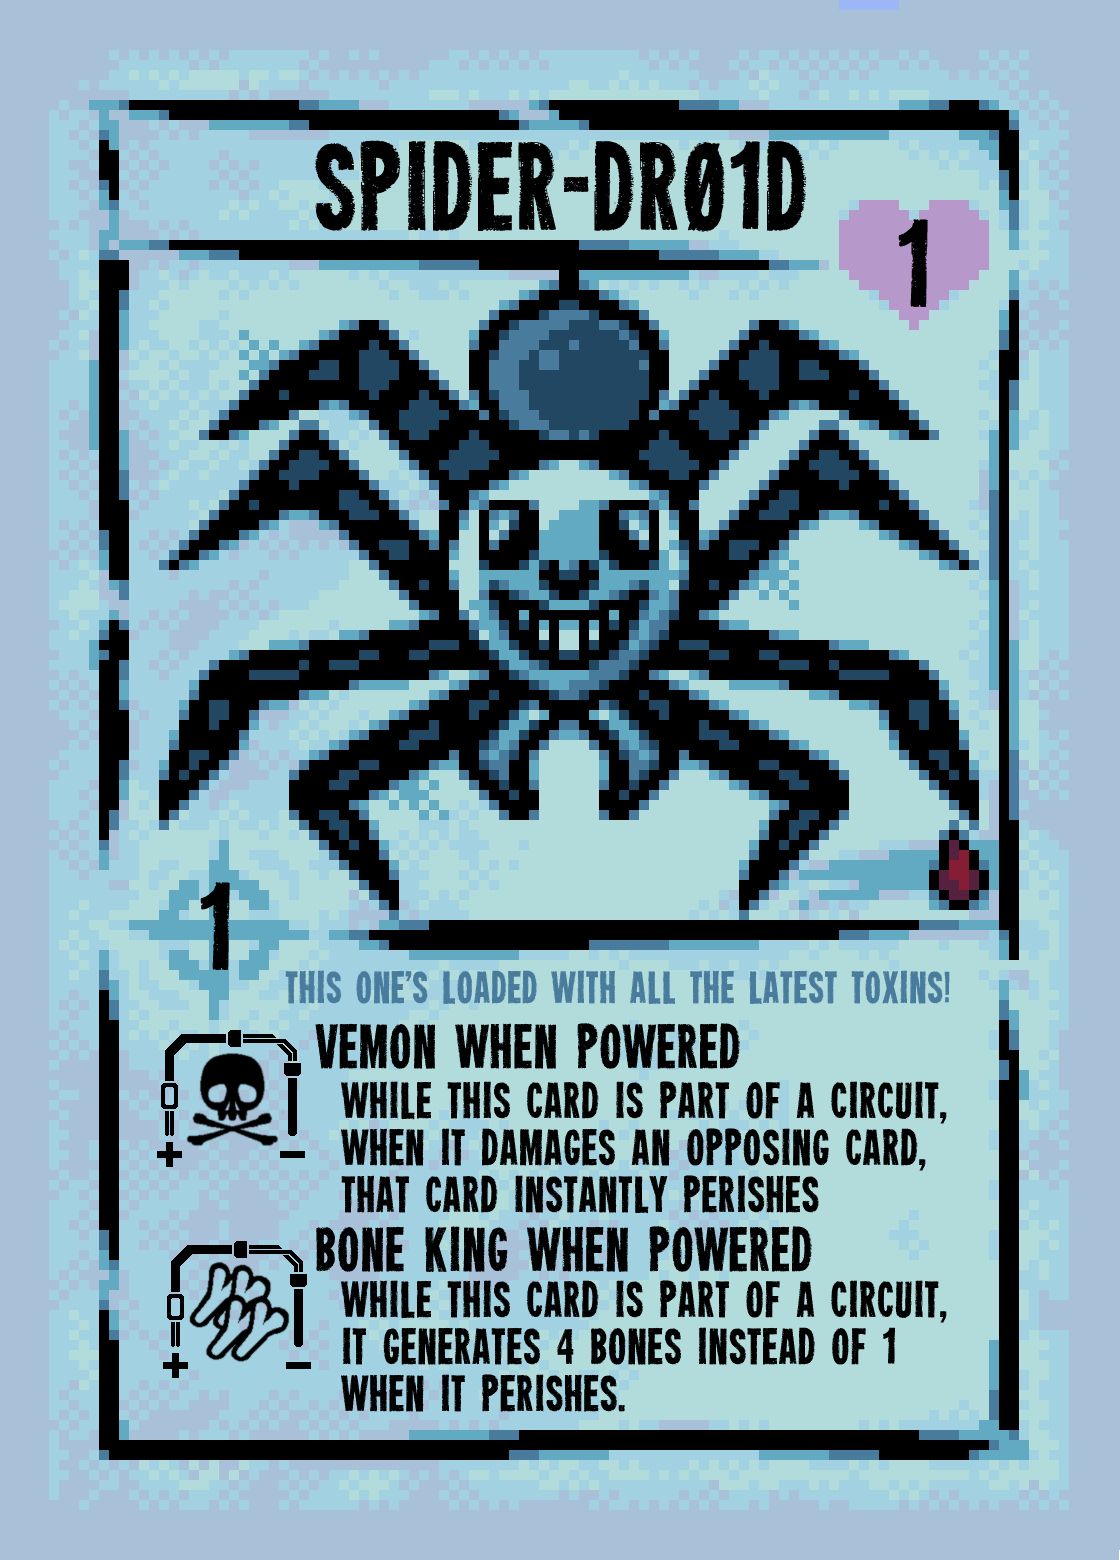 SPIDER-DRØ1D
1
1
THIS ONE'S LOADED WITH ALL THE LATEST TOXINS!
VEMON WHEN POWERED
WHILE THIS CARD IS PART OF A CIRCUIT,
WHEN IT DAMAGES AN OPPOSING CARD,
THAT CARD INSTANTLY PERISHES
BONE KING WHEN POWERED
WHILE THIS CARD IS PART OF A CIRCUIT,
IT GENERATES 4 BONES INSTEAD OF 1
WHEN IT PERISHES.